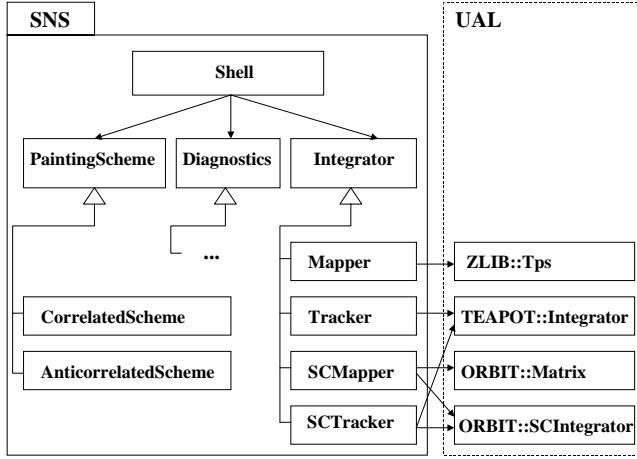 SNS
UAL
Shell
PaintingScheme
Diagnostics
Integrator
...
Mapper
ZLIB::Tps
CorrelatedScheme
Tracker
TEAPOT::Integrator
AnticorrelatedScheme
SCMapper
ORBIT::Matrix
SCTracker
ORBIT::SCIntegrator